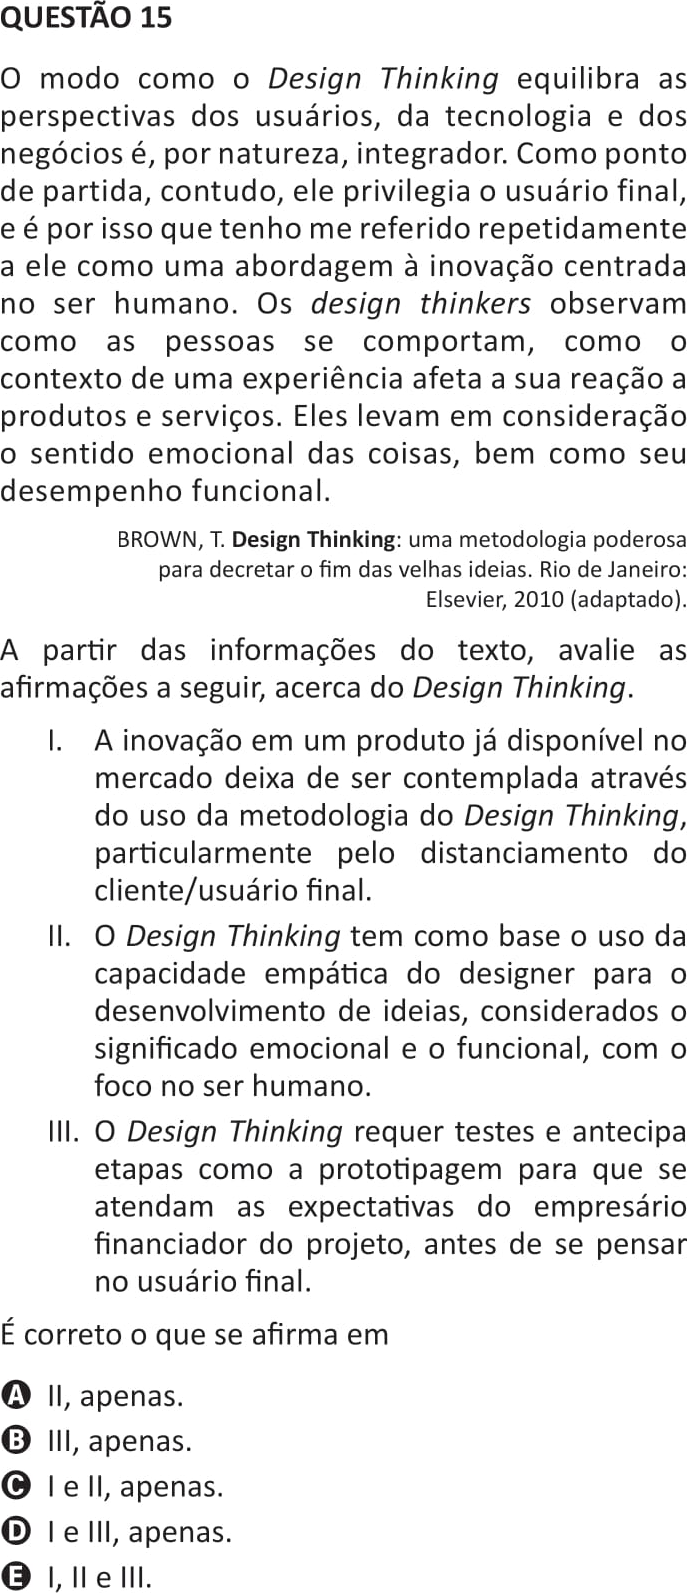 QUESTÃO 15
O modo como o Design Thinking equilibra as
perspectivas dos usuários, da tecnologia e dos
negócios é, por natureza, integrador. Como ponto
de partida, contudo, ele privilegia o usuário final,
e é por isso que tenho me referido repetidamente
a ele como uma abordagem à inovação centrada
no ser humano. Os design thinkers observam
como as pessoas se comportam, como o
contexto de uma experiência afeta a sua reação a
produtos e serviços. Eles levam em consideração
o sentido emocional das coisas, bem como seu
desempenho funcional.
BROWN, T. Design Thinking: uma metodologia poderosa
para decretar o fim das velhas ideias. Rio de Janeiro:
Elsevier, 2010 (adaptado).
A partir das informações do texto, avalie as
afirmações a seguir, acerca do Design Thinking.
I. A inovação em um produto já disponível no
mercado deixa de ser contemplada através
do uso da metodologia do Design Thinking,
particularmente pelo distanciamento do
cliente/usuário final.
II. O Design Thinking tem como base o uso da
capacidade empática do designer para o
desenvolvimento de ideias, considerados o
significado emocional e o funcional, com o
foco no ser humano.
III. O Design Thinking requer testes e antecipa
etapas como a prototipagem para que se
atendam as expectativas do empresário
financiador do projeto, antes de se pensar
no usuário final.
É correto o que se afirma em
A II, apenas.
B III, apenas.
C I e II, apenas.
D I e III, apenas.
E I, II e III.